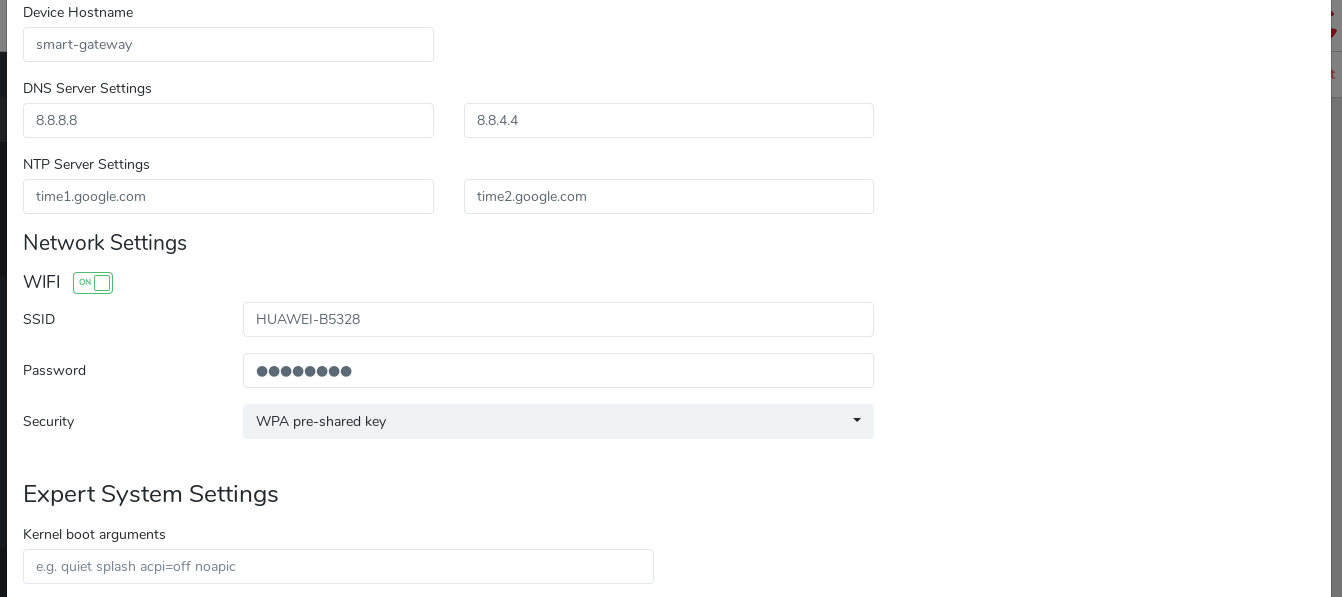 Device Hostname
smart-gateway
DNS Server Settings
8.8.8.8 8.8.4.4
NTP Server Settings
time1.google.com time2.google.com
Network Settings
WIFI ON
SSID HUAWEI-B5328
Password ●●●●●●●●
Security WPA pre-shared key
Expert System Settings
Kernel boot arguments
e.g. quiet splash acpi=off noapic